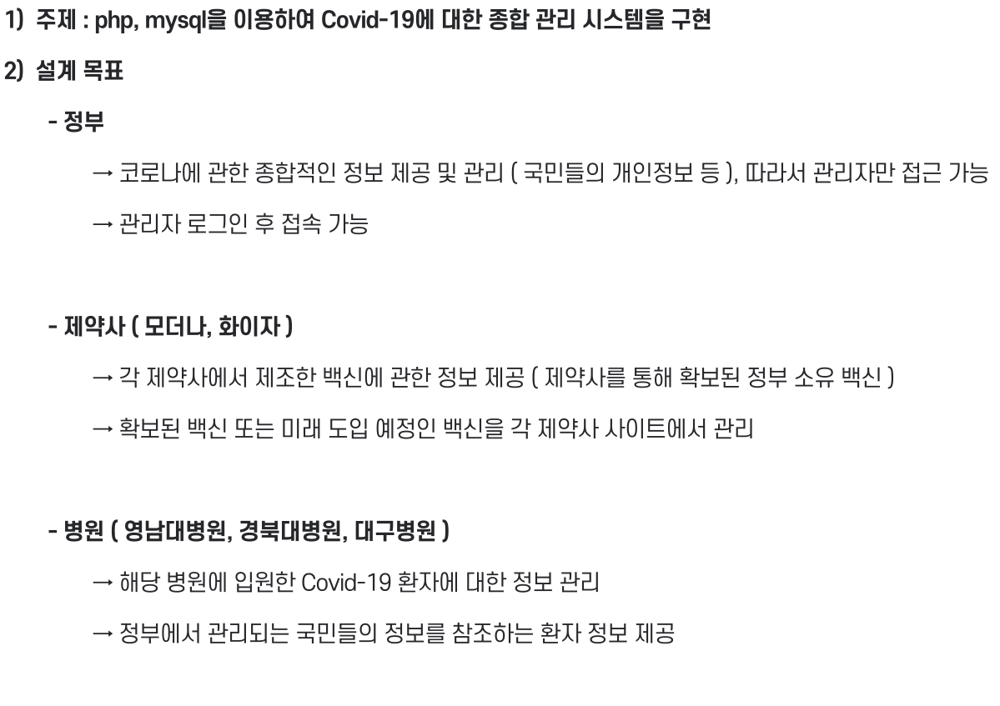 1) 주제 : php, mysql을 이용하여 Covid-19에 대한 종합 관리 시스템을 구현
2) 설계 목표
- 정부
→ 코로나에 관한 종합적인 정보 제공 및 관리 ( 국민들의 개인정보 등 ), 따라서 관리자만 접근 가능
→ 관리자 로그인 후 접속 가능
- 제약사 ( 모더나, 화이자 )
→ 각 제약사에서 제조한 백신에 관한 정보 제공 ( 제약사를 통해 확보된 정부 소유 백신 )
→ 확보된 백신 또는 미래 도입 예정인 백신을 각 제약사 사이트에서 관리
- 병원 ( 영남대병원, 경북대병원, 대구병원 )
→ 해당 병원에 입원한 Covid-19 환자에 대한 정보 관리
→ 정부에서 관리되는 국민들의 정보를 참조하는 환자 정보 제공